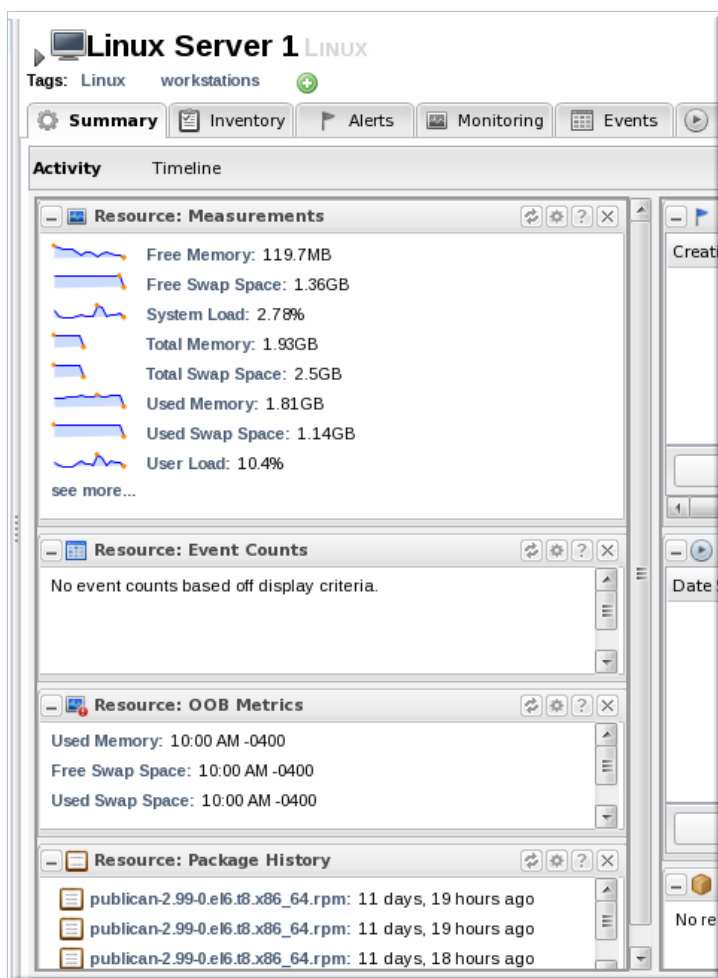 Linux Server 1 LINUX
Tags: Linux workstations
Summary Inventory Alerts Monitoring Events
Activity Timeline
Resource: Measurements
Free Memory: 119.7MB
Free Swap Space: 1.36GB
System Load: 2.78%
Total Memory: 1.93GB
Total Swap Space: 2.5GB
Used Memory: 1.81GB
Used Swap Space: 1.14GB
User Load: 10.4%
see more...
Resource: Event Counts
No event counts based off display criteria.
Resource: OOB Metrics
Used Memory: 10:00 AM -0400
Free Swap Space: 10:00 AM -0400
Used Swap Space: 10:00 AM -0400
Resource: Package History
publican-2.99-0.el6.t8.x86_64.rpm: 11 days, 19 hours ago
publican-2.99-0.el6.t8.x86_64.rpm: 11 days, 19 hours ago
publican-2.99-0.el6.t8.x86_64.rpm: 11 days, 18 hours ago
Creati
Date
No re